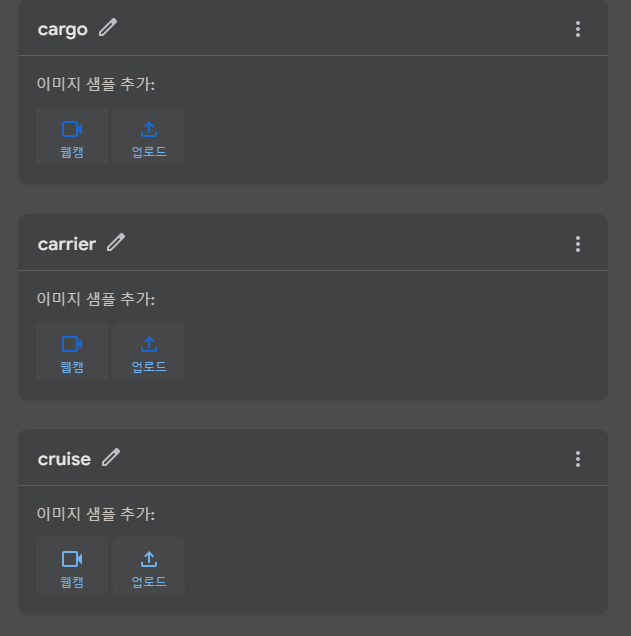 cargo
이미지 샘플 추가:
웹캠 업로드
carrier
이미지 샘플 추가:
웹캠 업로드
cruise
이미지 샘플 추가:
웹캠 업로드